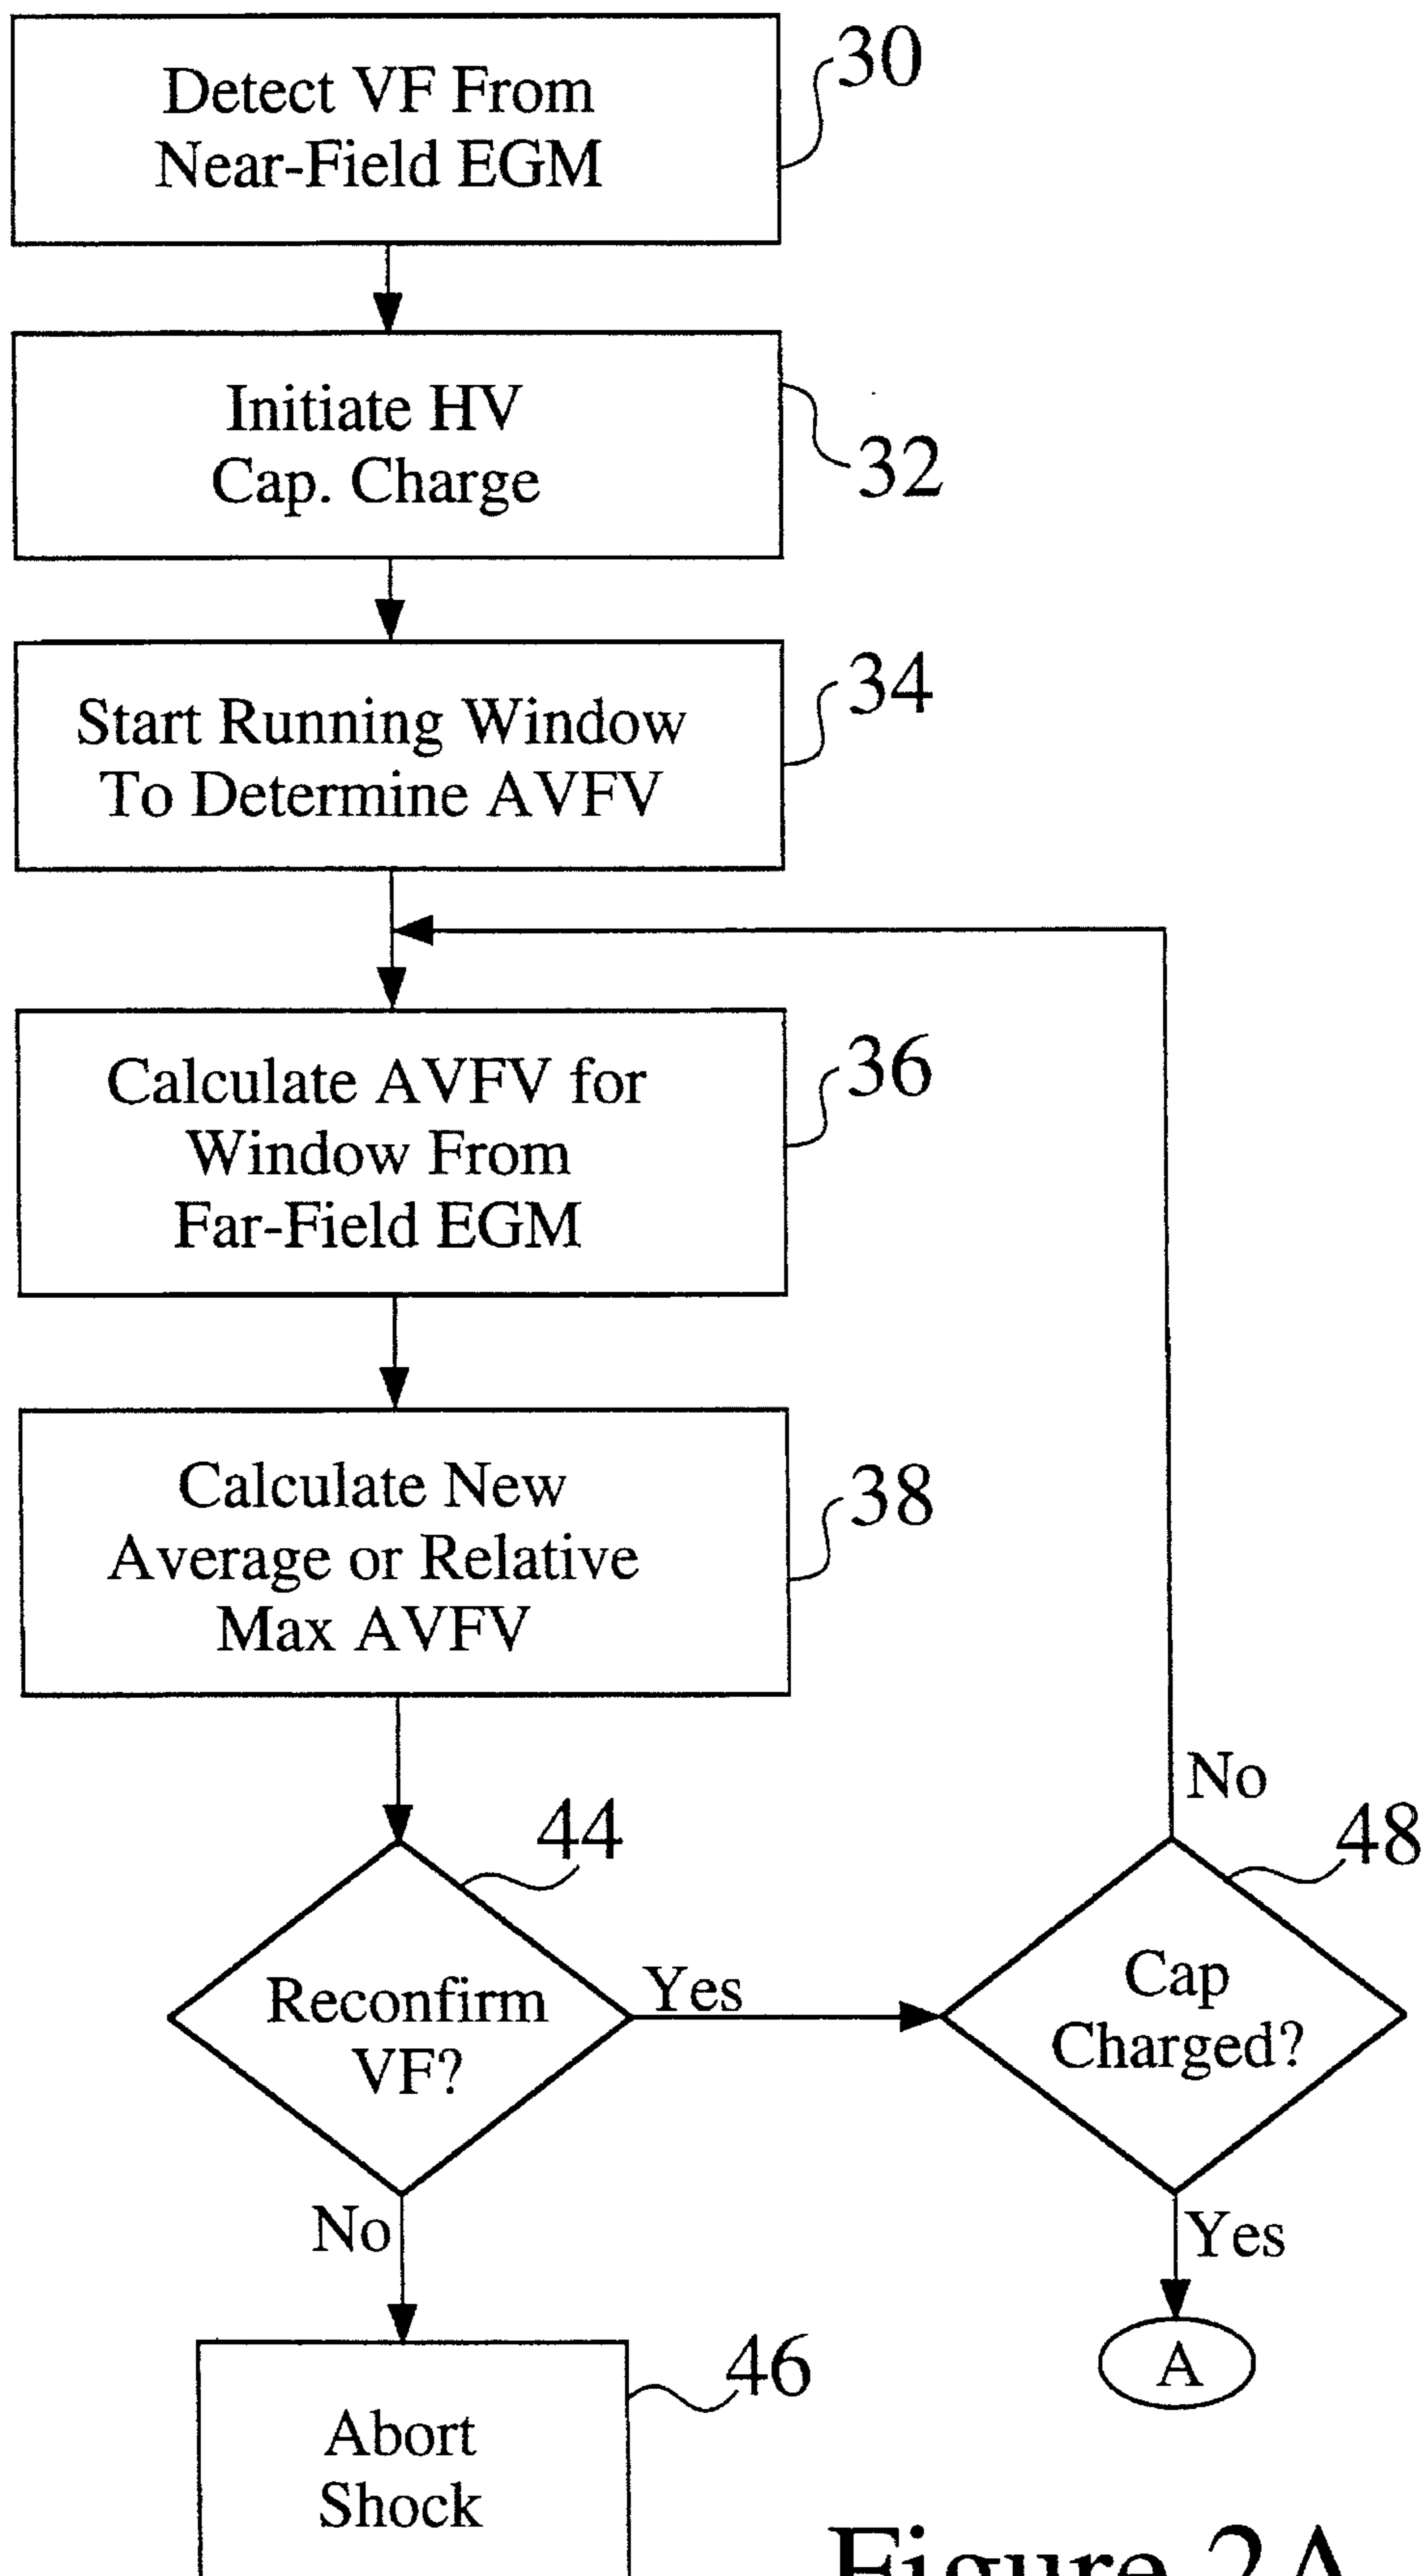 Detect VF From
Near-Field EGM
30
Initiate HV
Cap. Charge
32
Start Running Window
To Determine AVFV
34
Calculate AVFV for
Window From
Far-Field EGM
36
Calculate New
Average or Relative
Max AVFV
38
Reconfirm
VF?
44
Yes
No
Cap
Charged?
48
No
Yes
A
Abort
Shock
46
Figure 2A